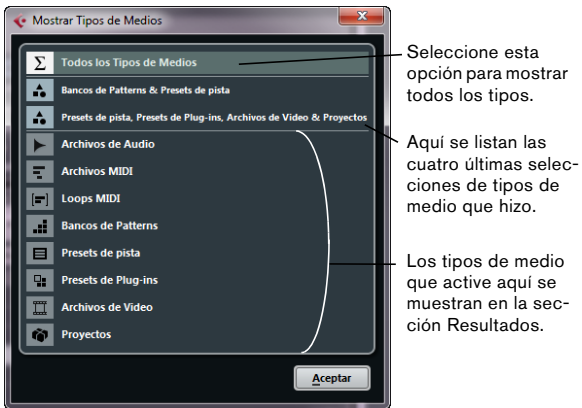 Mostrar Tipos de Medios
Todos los Tipos de Medios
Bancos de Patterns & Presets de pista
Presets de pista, Presets de Plug-ins, Archivos de Video & Proyectos
Archivos de Audio
Archivos MIDI
Loops MIDI
Bancos de Patterns
Presets de pista
Presets de Plug-ins
Archivos de Video
Proyectos
Aceptar
Seleccione esta
opción para mostrar
todos los tipos.
Aquí se listan las
cuatro últimas selec-
ciones de tipos de
medio que hizo.
Los tipos de medio
que active aquí se
muestran en la sec-
ción Resultados.